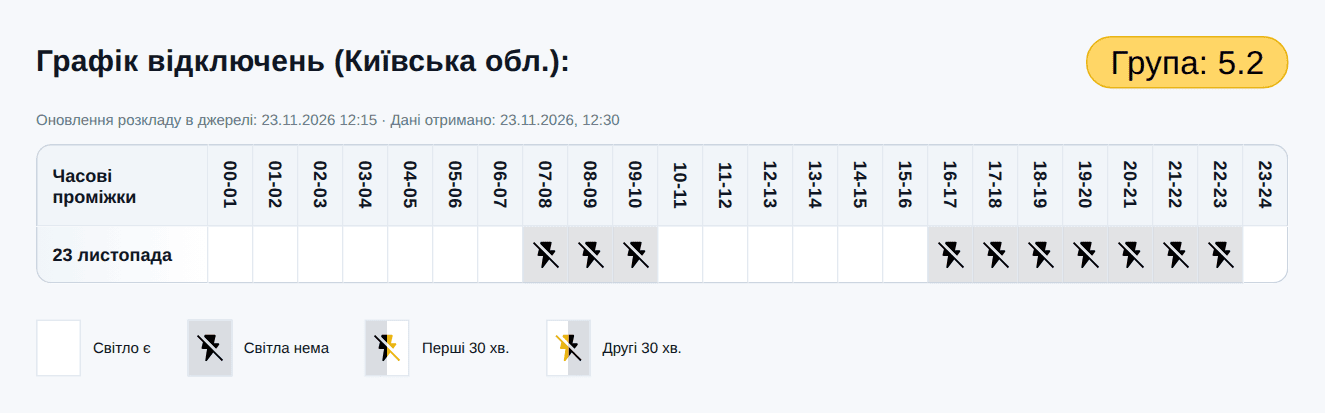 Графік відключень (Київська обл.):
Група: 5.2
Оновлення розкладу в джерелі: 23.11.2026 12:15 · Дані отримано: 23.11.2026, 12:30
Часові
проміжки
00-01
01-02
02-03
03-04
04-05
05-06
06-07
07-08
08-09
09-10
10-11
11-12
12-13
13-14
14-15
15-16
16-17
17-18
18-19
19-20
20-21
21-22
22-23
23-24
23 листопада
Світло є
Світла нема
Перші 30 хв.
Другі 30 хв.